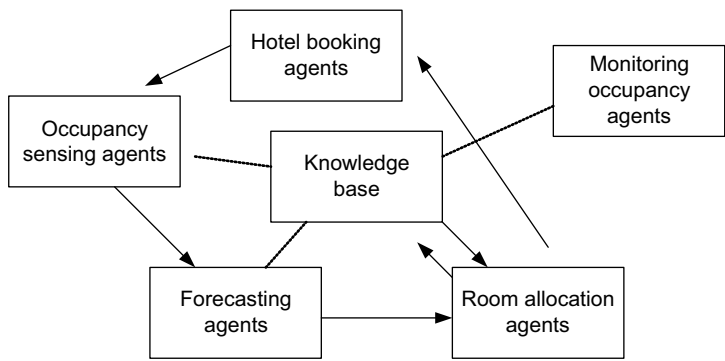 Hotel booking
agents
Monitoring
occupancy
agents
Occupancy
sensing agents
Knowledge
base
Forecasting
agents
Room allocation
agents